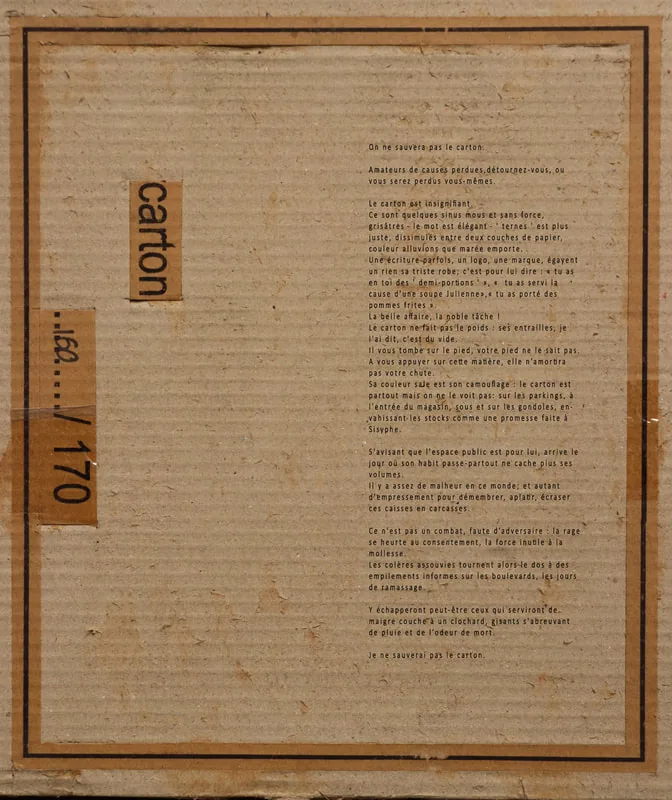 carton
...160...../ 170
On ne sauvera pas le carton.
Amateurs de causes perdues,détournez-vous, ou
vous serez perdus vous-mêmes.
Le carton est insignifiant.
Ce sont quelques sinus mous et sans force,
grisâtres - le mot est élégant - ' ternes ' est plus
juste, dissimulés entre deux couches de papier,
couleur alluvions que marée emporte.
Une écriture parfois, un logo, une marque, égayent
un rien sa triste robe; c'est pour lui dire : « tu as
en toi des ' demi-portions ' », « tu as servi la
cause d'une soupe Julienne»,« tu as porté des
pommes frites ».
La belle affaire, la noble tâche !
Le carton ne fait pas le poids : ses entrailles, je
l'ai dit, c'est du vide.
Il vous tombe sur le pied, votre pied ne le sait pas.
A vous appuyer sur cette matière, elle n'amortira
pas votre chute.
Sa couleur sale est son camouflage : le carton est
partout mais on ne le voit pas: sur les parkings, à
l'entrée du magasin, sous et sur les gondoles, en-
vahissant les stocks comme une promesse faite à
Sisyphe.
S'avisant que l'espace public est pour lui, arrive le
jour où son habit passe-partout ne cache plus ses
volumes.
Il y a assez de malheur en ce monde; et autant
d'empressement pour démembrer, aplatir, écraser
ces caisses en carcasses.
Ce n'est pas un combat, faute d'adversaire : la rage
se heurte au consentement, la force inutile à la
mollesse.
Les colères assouvies tournent alors le dos à des
empilements informes sur les boulevards, les jours
de ramassage.
Y échapperont peut-être ceux qui serviront de
maigre couche à un clochard, gisants s'abreuvant
de pluie et de l'odeur de mort.
Je ne sauverai pas le carton.